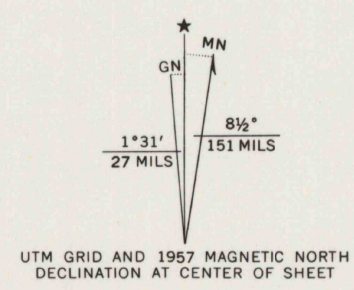 ★
MN
GN
1°31′
27 MILS
8½°
151 MILS
UTM GRID AND 1957 MAGNETIC NORTH
DECLINATION AT CENTER OF SHEET